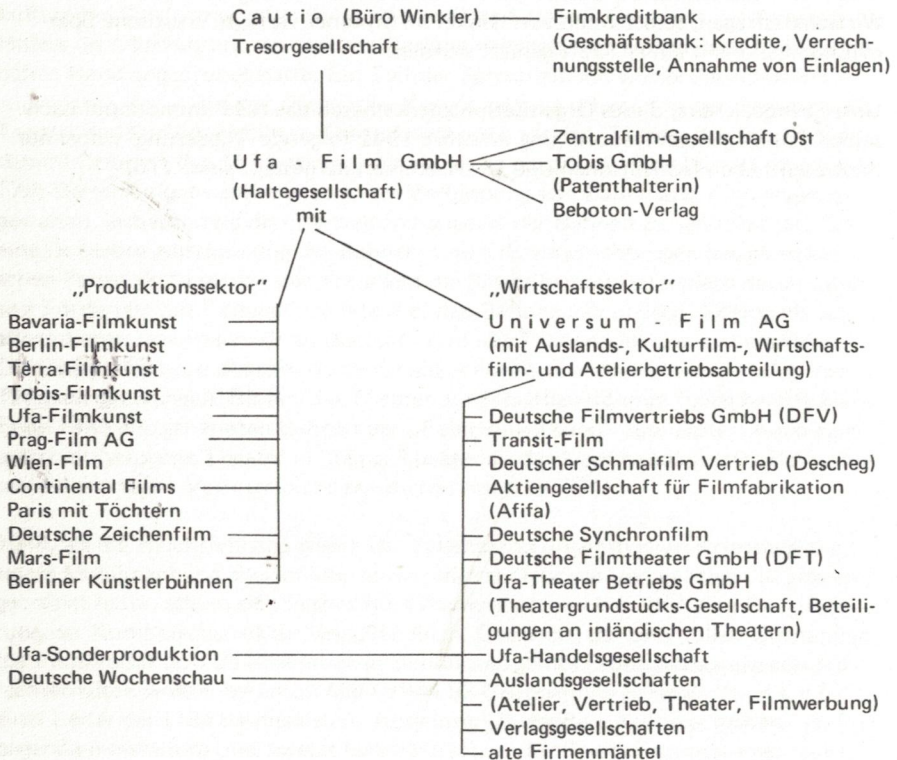 Cautio (Büro Winkler)
Tresorgesellschaft
Filmkreditbank
(Geschäftsbank: Kredite, Verrech-
nungsstelle, Annahme von Einlagen)
Ufa - Film GmbH
(Haltegesellschaft)
mit
Zentralfilm-Gesellschaft Ost
Tobis GmbH
(Patenthalterin)
Beboton-Verlag
„Produktionssektor"
Bavaria-Filmkunst
Berlin-Filmkunst
Terra-Filmkunst
Tobis-Filmkunst
Ufa-Filmkunst
Prag-Film AG
Wien-Film
Continental Films
Paris mit Töchtern
Deutsche Zeichenfilm
Mars-Film
Berliner Künstlerbühnen
Ufa-Sonderproduktion
Deutsche Wochenschau
„Wirtschaftssektor"
Universum - Film AG
(mit Auslands-, Kulturfilm-, Wirtschafts-
film- und Atelierbetriebsabteilung)
Deutsche Filmvertriebs GmbH (DFV)
Transit-Film
Deutscher Schmalfilm Vertrieb (Descheg)
Aktiengesellschaft für Filmfabrikation
(Afifa)
Deutsche Synchronfilm
Deutsche Filmtheater GmbH (DFT)
Ufa-Theater Betriebs GmbH
(Theatergrundstücks-Gesellschaft, Beteili-
gungen an inländischen Theatern)
Ufa-Handelsgesellschaft
Auslandsgesellschaften
(Atelier, Vertrieb, Theater, Filmwerbung)
Verlagsgesellschaften
alte Firmenmäntel